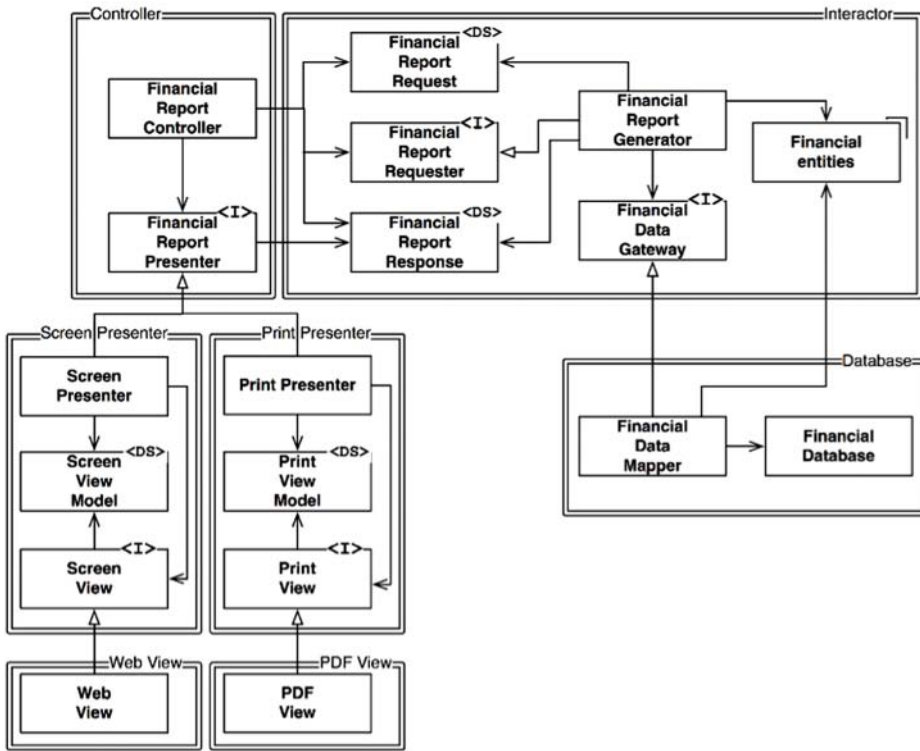 Controller
Interactor
Financial
Report
Controller
<I>
Financial
Report
Presenter
<DS>
Financial
Report
Request
<I>
Financial
Report
Requester
<DS>
Financial
Report
Response
Financial
Report
Generator
<I>
Financial
Data
Gateway
Financial
entities
Screen Presenter
Screen
Presenter
<DS>
Screen
View
Model
<I>
Screen
View
Print Presenter
Print Presenter
<DS>
Print
View
Model
<I>
Print
View
Database
Financial
Data
Mapper
Financial
Database
Web View
Web
View
PDF View
PDF
View